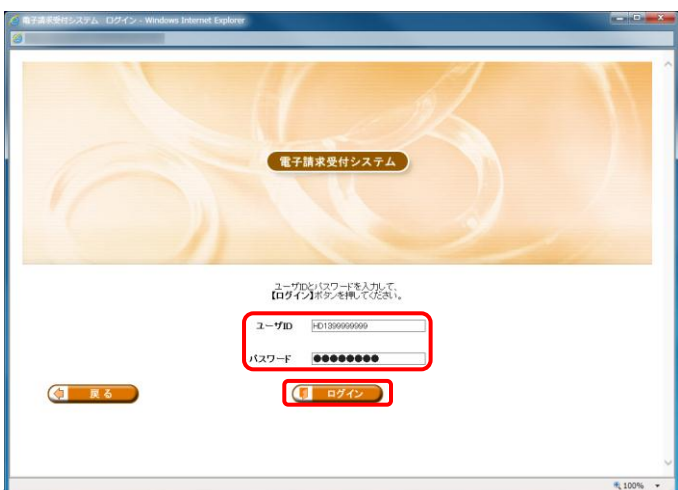 電子請求受付システム ログイン - Windows Internet Explorer
電子請求受付システム
ユーザIDとパスワードを入力して、
【ログイン】ボタンを押してください。
ユーザID HD1399999999
パスワード ●●●●●●●●
戻る ログイン
100%